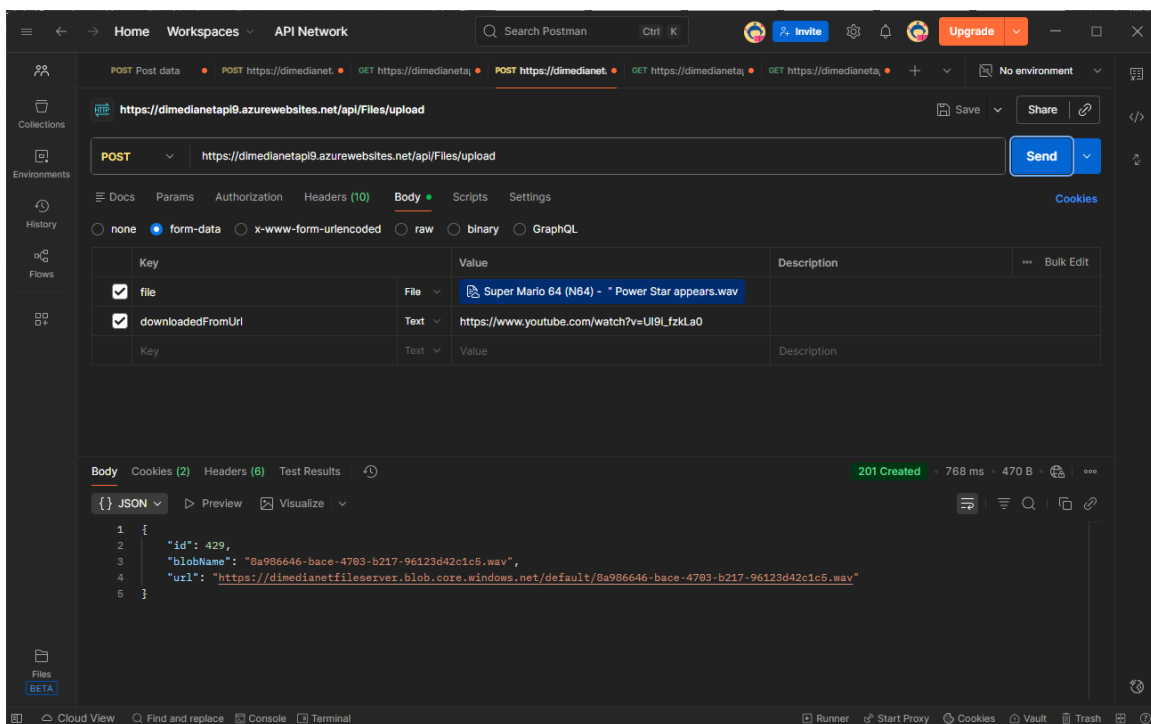 Home Workspaces API Network Search Postman Ctrl K Invite Upgrade
POST Post data POST https://dimedianet. GET https://dimedianeta POST https://dimedianet. GET https://dimedianeta GET https://dimedianeta No environment
HTTP https://dimedianetapi9.azurewebsites.net/api/Files/upload Save Share
Collections
POST https://dimedianetapi9.azurewebsites.net/api/Files/upload Send
Environments
Docs Params Authorization Headers (10) Body Scripts Settings Cookies
History
none form-data x-www-form-urlencoded raw binary GraphQL
Flows
Key Value Description Bulk Edit
file File Super Mario 64 (N64) - " Power Star appears.wav
downloadedFromUrl Text https://www.youtube.com/watch?v=UI9i_fzkLa0
Key Text Value Description
Body Cookies (2) Headers (6) Test Results 201 Created 768 ms 470 B
{} JSON Preview Visualize
1 {
2 "id": 429,
3 "blobName": "8a986646-bace-4703-b217-96123d42c1c5.wav",
4 "url": "https://dimedianetfileserver.blob.core.windows.net/default/8a986646-bace-4703-b217-96123d42c1c5.wav"
5 }
Files
BETA
Cloud View Find and replace Console Terminal Runner Start Proxy Cookies Vault Trash